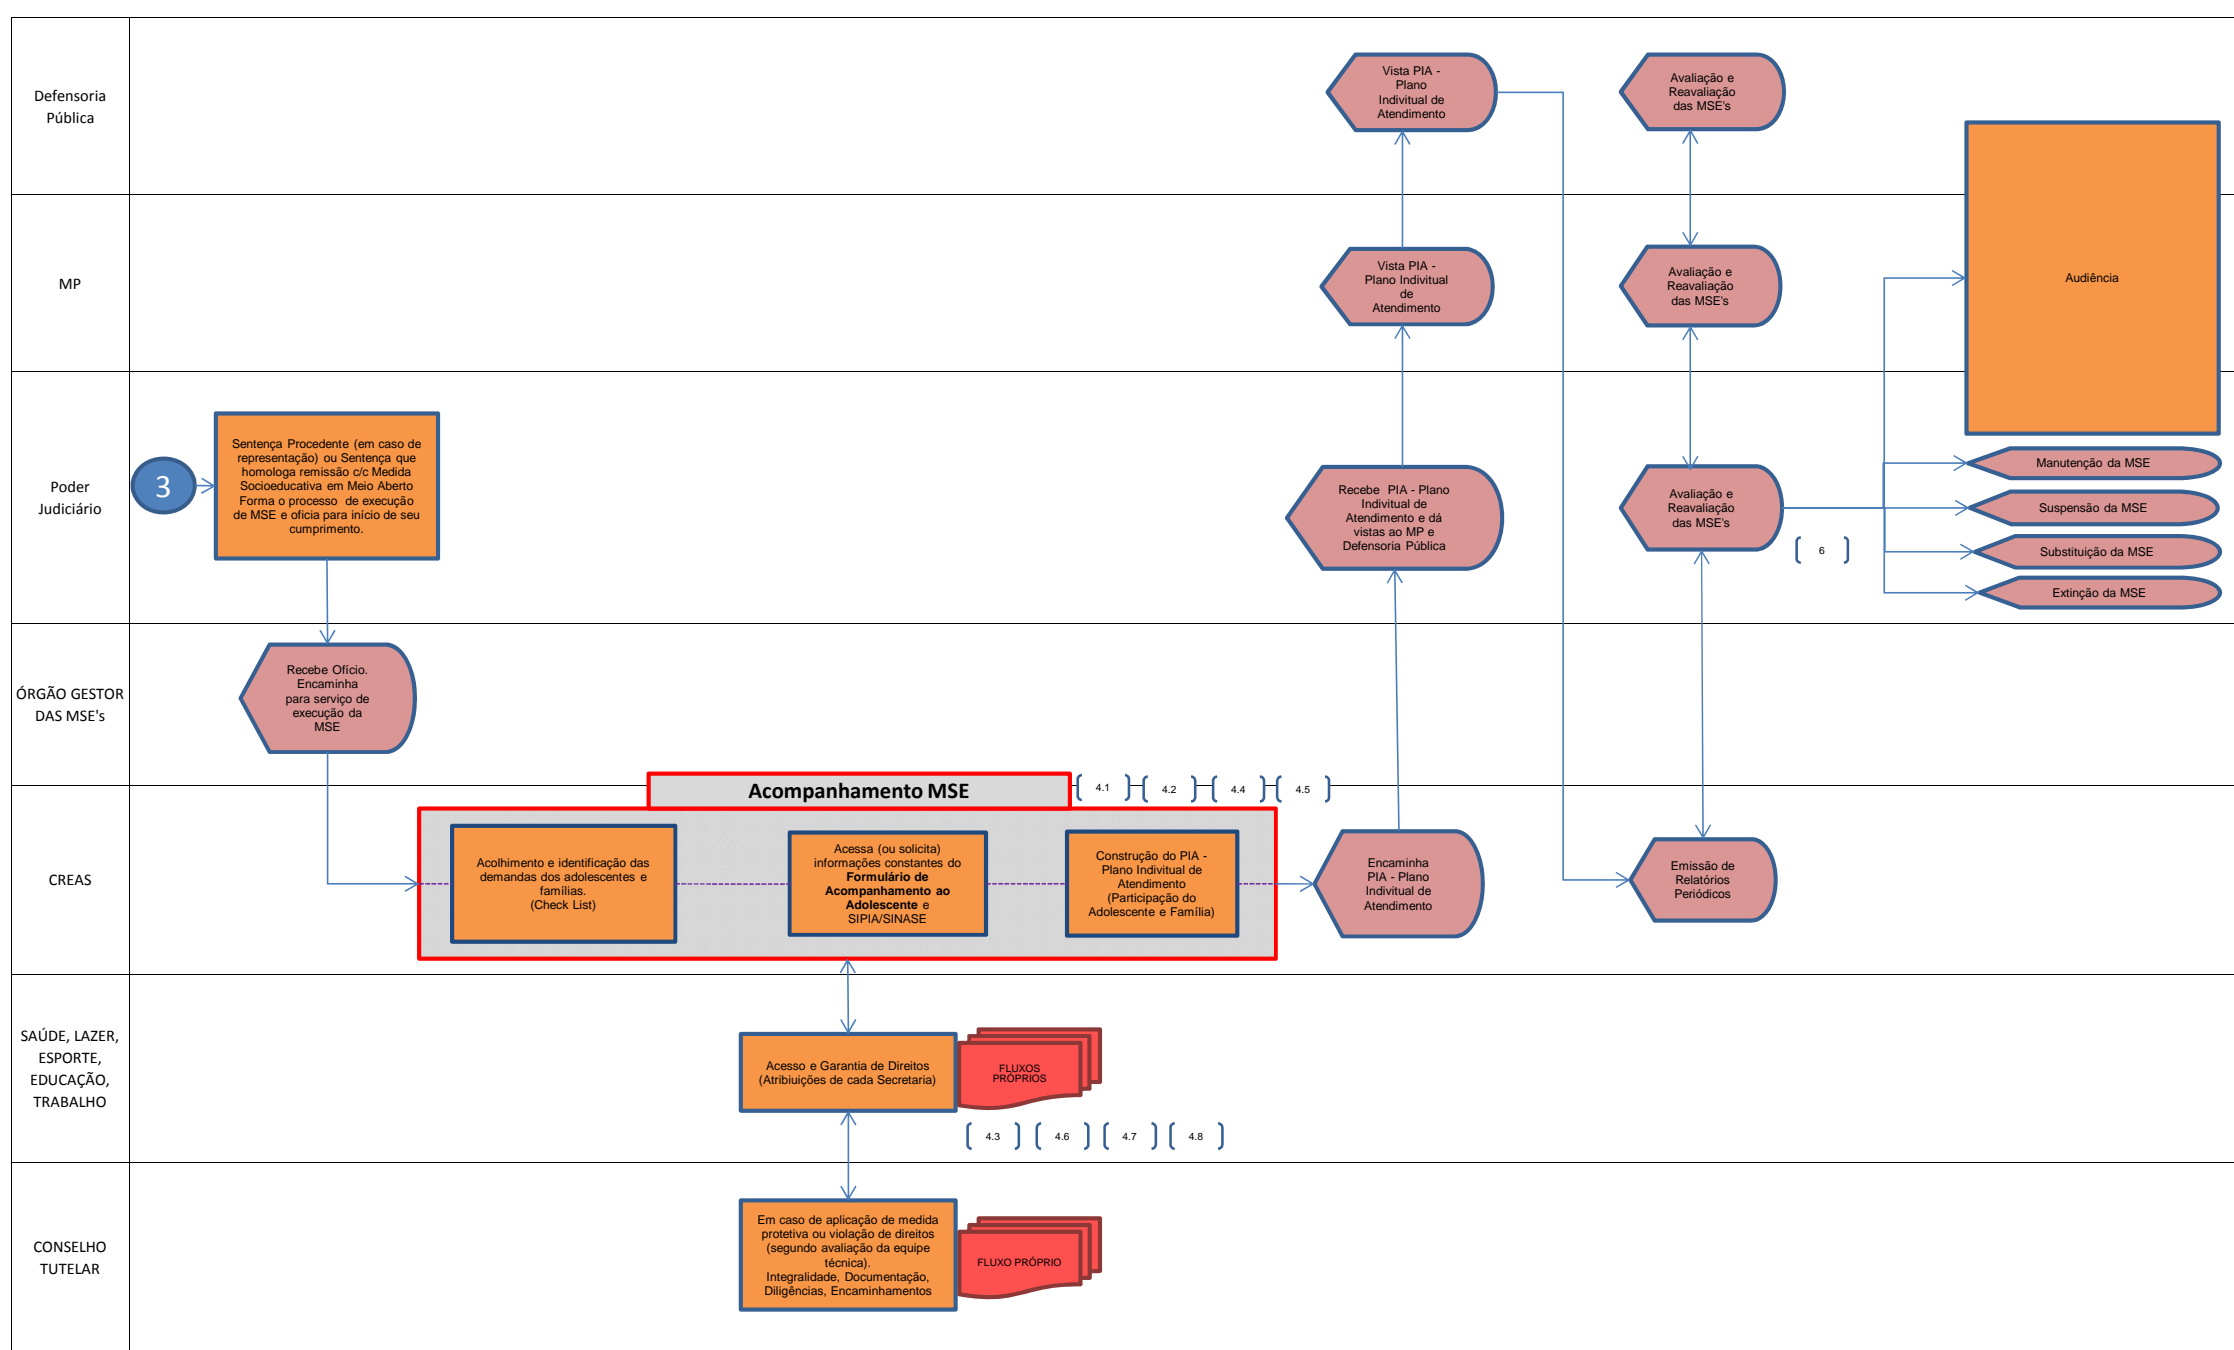 Defensoria
Pública
Vista PIA -
Plano
Indivitual de
Atendimento
Avaliação e
Reavaliação
das MSE's
MP
Vista PIA -
Plano Indivitual
de
Atendimento
Avaliação e
Reavaliação
das MSE's
Audiência
Poder
Judiciário
3
Sentença Procedente (em caso de
representação) ou Sentença que
homologa remissão c/c Medida
Socioeducativa em Meio Aberto
Forma o processo de execução
de MSE e oficia para início de seu
cumprimento.
Recebe PIA - Plano
Indivitual de
Atendimento e dá
vistas ao MP e
Defensoria Pública
Avaliação e
Reavaliação
das MSE's
6
Manutenção da MSE
Suspensão da MSE
Substituição da MSE
Extinção da MSE
ÓRGÃO GESTOR
DAS MSE's
Recebe Ofício.
Encaminha
para serviço de
execução da
MSE
Acompanhamento MSE
4.1
4.2
4.4
4.5
CREAS
Acolhimento e identificação das
demandas dos adolescentes e
famílias.
(Check List)
Acessa (ou solicita)
informações constantes do
Formulário de
Acompanhamento ao
Adolescente e
SIPIA/SINASE
Construção do PIA -
Plano Indivitual de
Atendimento
(Participação do
Adolescente e Família)
Encaminha
PIA - Plano
Indivitual de
Atendimento
Emissão de
Relatórios
Periódicos
SAÚDE, LAZER,
ESPORTE,
EDUCAÇÃO,
TRABALHO
Acesso e Garantia de Direitos
(Atribiuições de cada Secretaria)
FLUXOS
PRÓPRIOS
4.3
4.6
4.7
4.8
CONSELHO
TUTELAR
Em caso de aplicação de medida
protetiva ou violação de direitos
(segundo avaliação da equipe
técnica).
Integralidade, Documentação,
Diligências, Encaminhamentos
FLUXO PRÓPRIO